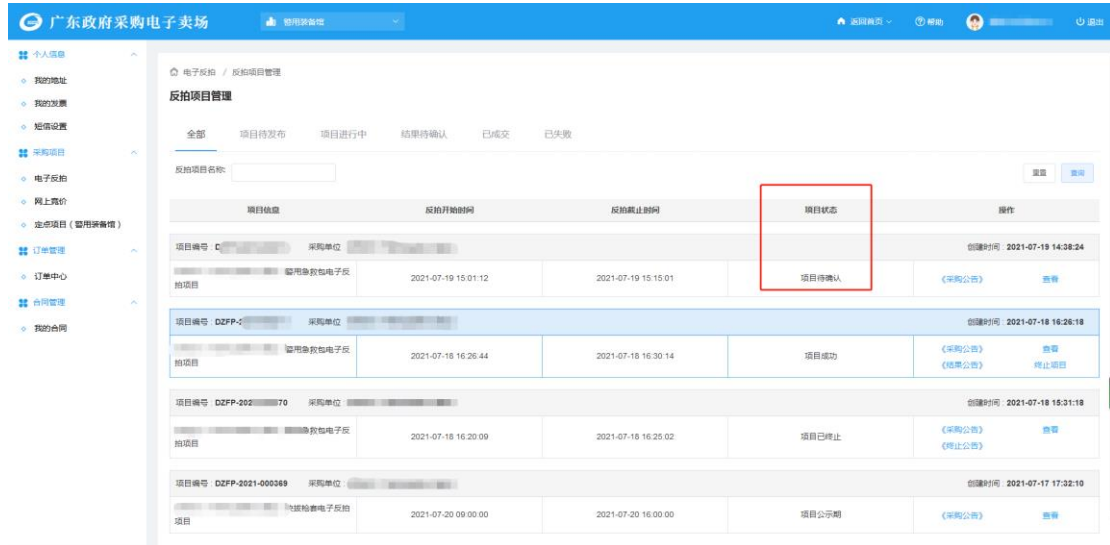 广东政府采购电子卖场
警用装备馆
返回首页
帮助
退出
个人信息
我的地址
我的发票
短信设置
采购项目
电子反拍
网上竞价
定点项目（警用装备馆）
订单管理
订单中心
合同管理
我的合同
电子反拍 / 反拍项目管理
反拍项目管理
全部 项目待发布 项目进行中 结果待确认 已成交 已失败
反拍项目名称:
重置 查询
项目信息 反拍开始时间 反拍截止时间 项目状态 操作
项目编号 : D 采购单位 创建时间 : 2021-07-19 14:38:24
警用急救包电子反拍项目 2021-07-19 15:01:12 2021-07-19 15:15:01 项目待确认 《采购公告》 查看
项目编号 : DZFP- 采购单位 创建时间 : 2021-07-18 16:26:18
警用急救包电子反拍项目 2021-07-18 16:26:44 2021-07-18 16:30:14 项目成功 《采购公告》 查看
《结果公告》 终止项目
项目编号 : DZFP-202 70 采购单位 创建时间 : 2021-07-18 15:31:18
急救包电子反拍项目 2021-07-18 16:20:09 2021-07-18 16:25:02 项目已终止 《采购公告》 查看
《终止公告》
项目编号 : DZFP-2021-000369 采购单位 创建时间 : 2021-07-17 17:32:10
电子反拍项目 2021-07-20 09:00:00 2021-07-20 16:00:00 项目公示期 《采购公告》 查看